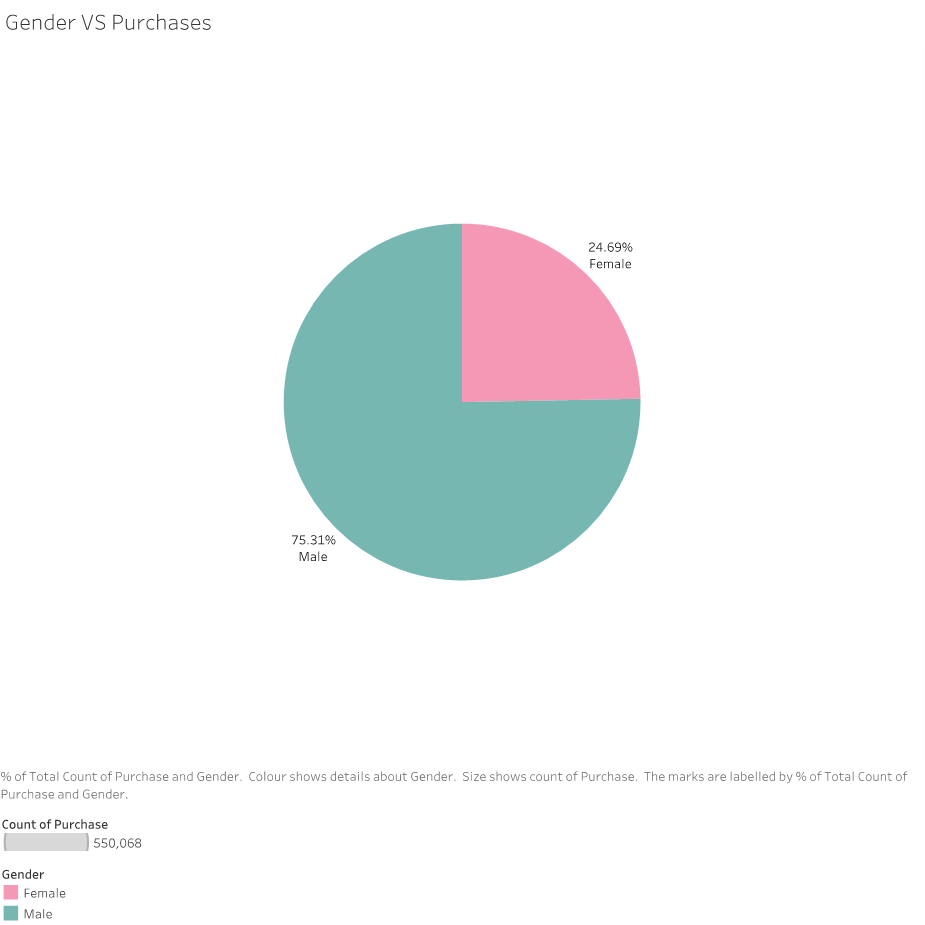 Gender VS Purchases
24.69%
Female
75.31%
Male
% of Total Count of Purchase and Gender. Colour shows details about Gender. Size shows count of Purchase. The marks are labelled by % of Total Count of
Purchase and Gender.
Count of Purchase
550,068
Gender
Female
Male